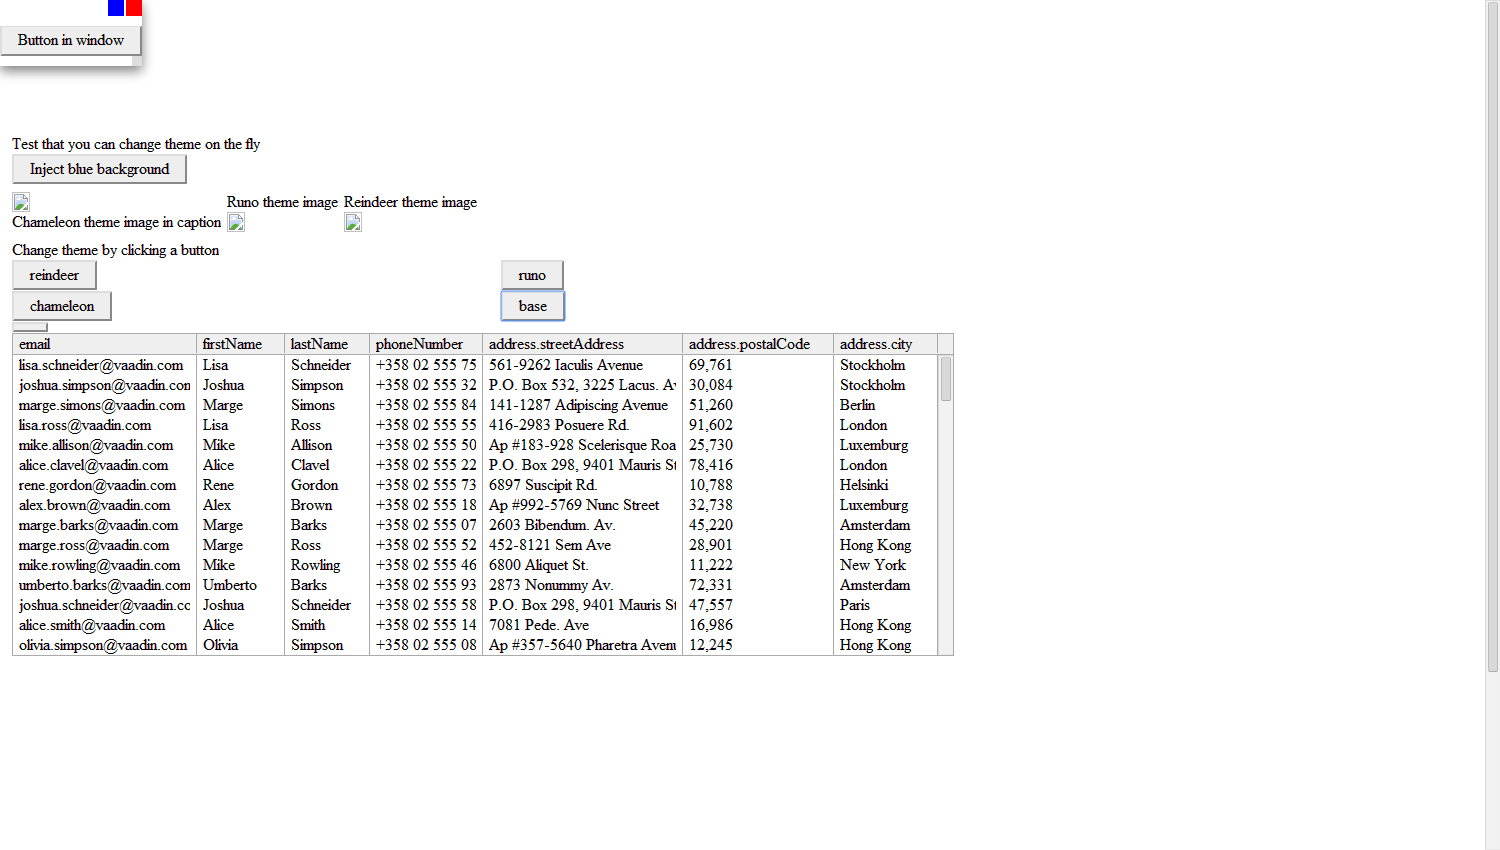 Button in window
Test that you can change theme on the fly
Inject blue background
Runo theme image Reindeer theme image
Chameleon theme image in caption
Change theme by clicking a button
reindeer runo
chameleon base
email firstName lastName phoneNumber address.streetAddress address.postalCode address.city
lisa.schneider@vaadin.com Lisa Schneider +358 02 555 75 561-9262 Iaculis Avenue 69,761 Stockholm
joshua.simpson@vaadin.con Joshua Simpson +358 02 555 32 P.O. Box 532, 3225 Lacus. Av 30,084 Stockholm
marge.simons@vaadin.com Marge Simons +358 02 555 84 141-1287 Adipiscing Avenue 51,260 Berlin
lisa.ross@vaadin.com Lisa Ross +358 02 555 55 416-2983 Posuere Rd. 91,602 London
mike.allison@vaadin.com Mike Allison +358 02 555 50 Ap #183-928 Scelerisque Roa 25,730 Luxemburg
alice.clavel@vaadin.com Alice Clavel +358 02 555 22 P.O. Box 298, 9401 Mauris St 78,416 London
rene.gordon@vaadin.com Rene Gordon +358 02 555 73 6897 Suscipit Rd. 10,788 Helsinki
alex.brown@vaadin.com Alex Brown +358 02 555 18 Ap #992-5769 Nunc Street 32,738 Luxemburg
marge.barks@vaadin.com Marge Barks +358 02 555 07 2603 Bibendum. Av. 45,220 Amsterdam
marge.ross@vaadin.com Marge Ross +358 02 555 52 452-8121 Sem Ave 28,901 Hong Kong
mike.rowling@vaadin.com Mike Rowling +358 02 555 46 6800 Aliquet St. 11,222 New York
umberto.barks@vaadin.com Umberto Barks +358 02 555 93 2873 Nonummy Av. 72,331 Amsterdam
joshua.schneider@vaadin.cc Joshua Schneider +358 02 555 58 P.O. Box 298, 9401 Mauris St 47,557 Paris
alice.smith@vaadin.com Alice Smith +358 02 555 14 7081 Pede. Ave 16,986 Hong Kong
olivia.simpson@vaadin.com Olivia Simpson +358 02 555 08 Ap #357-5640 Pharetra Aven 12,245 Hong Kong